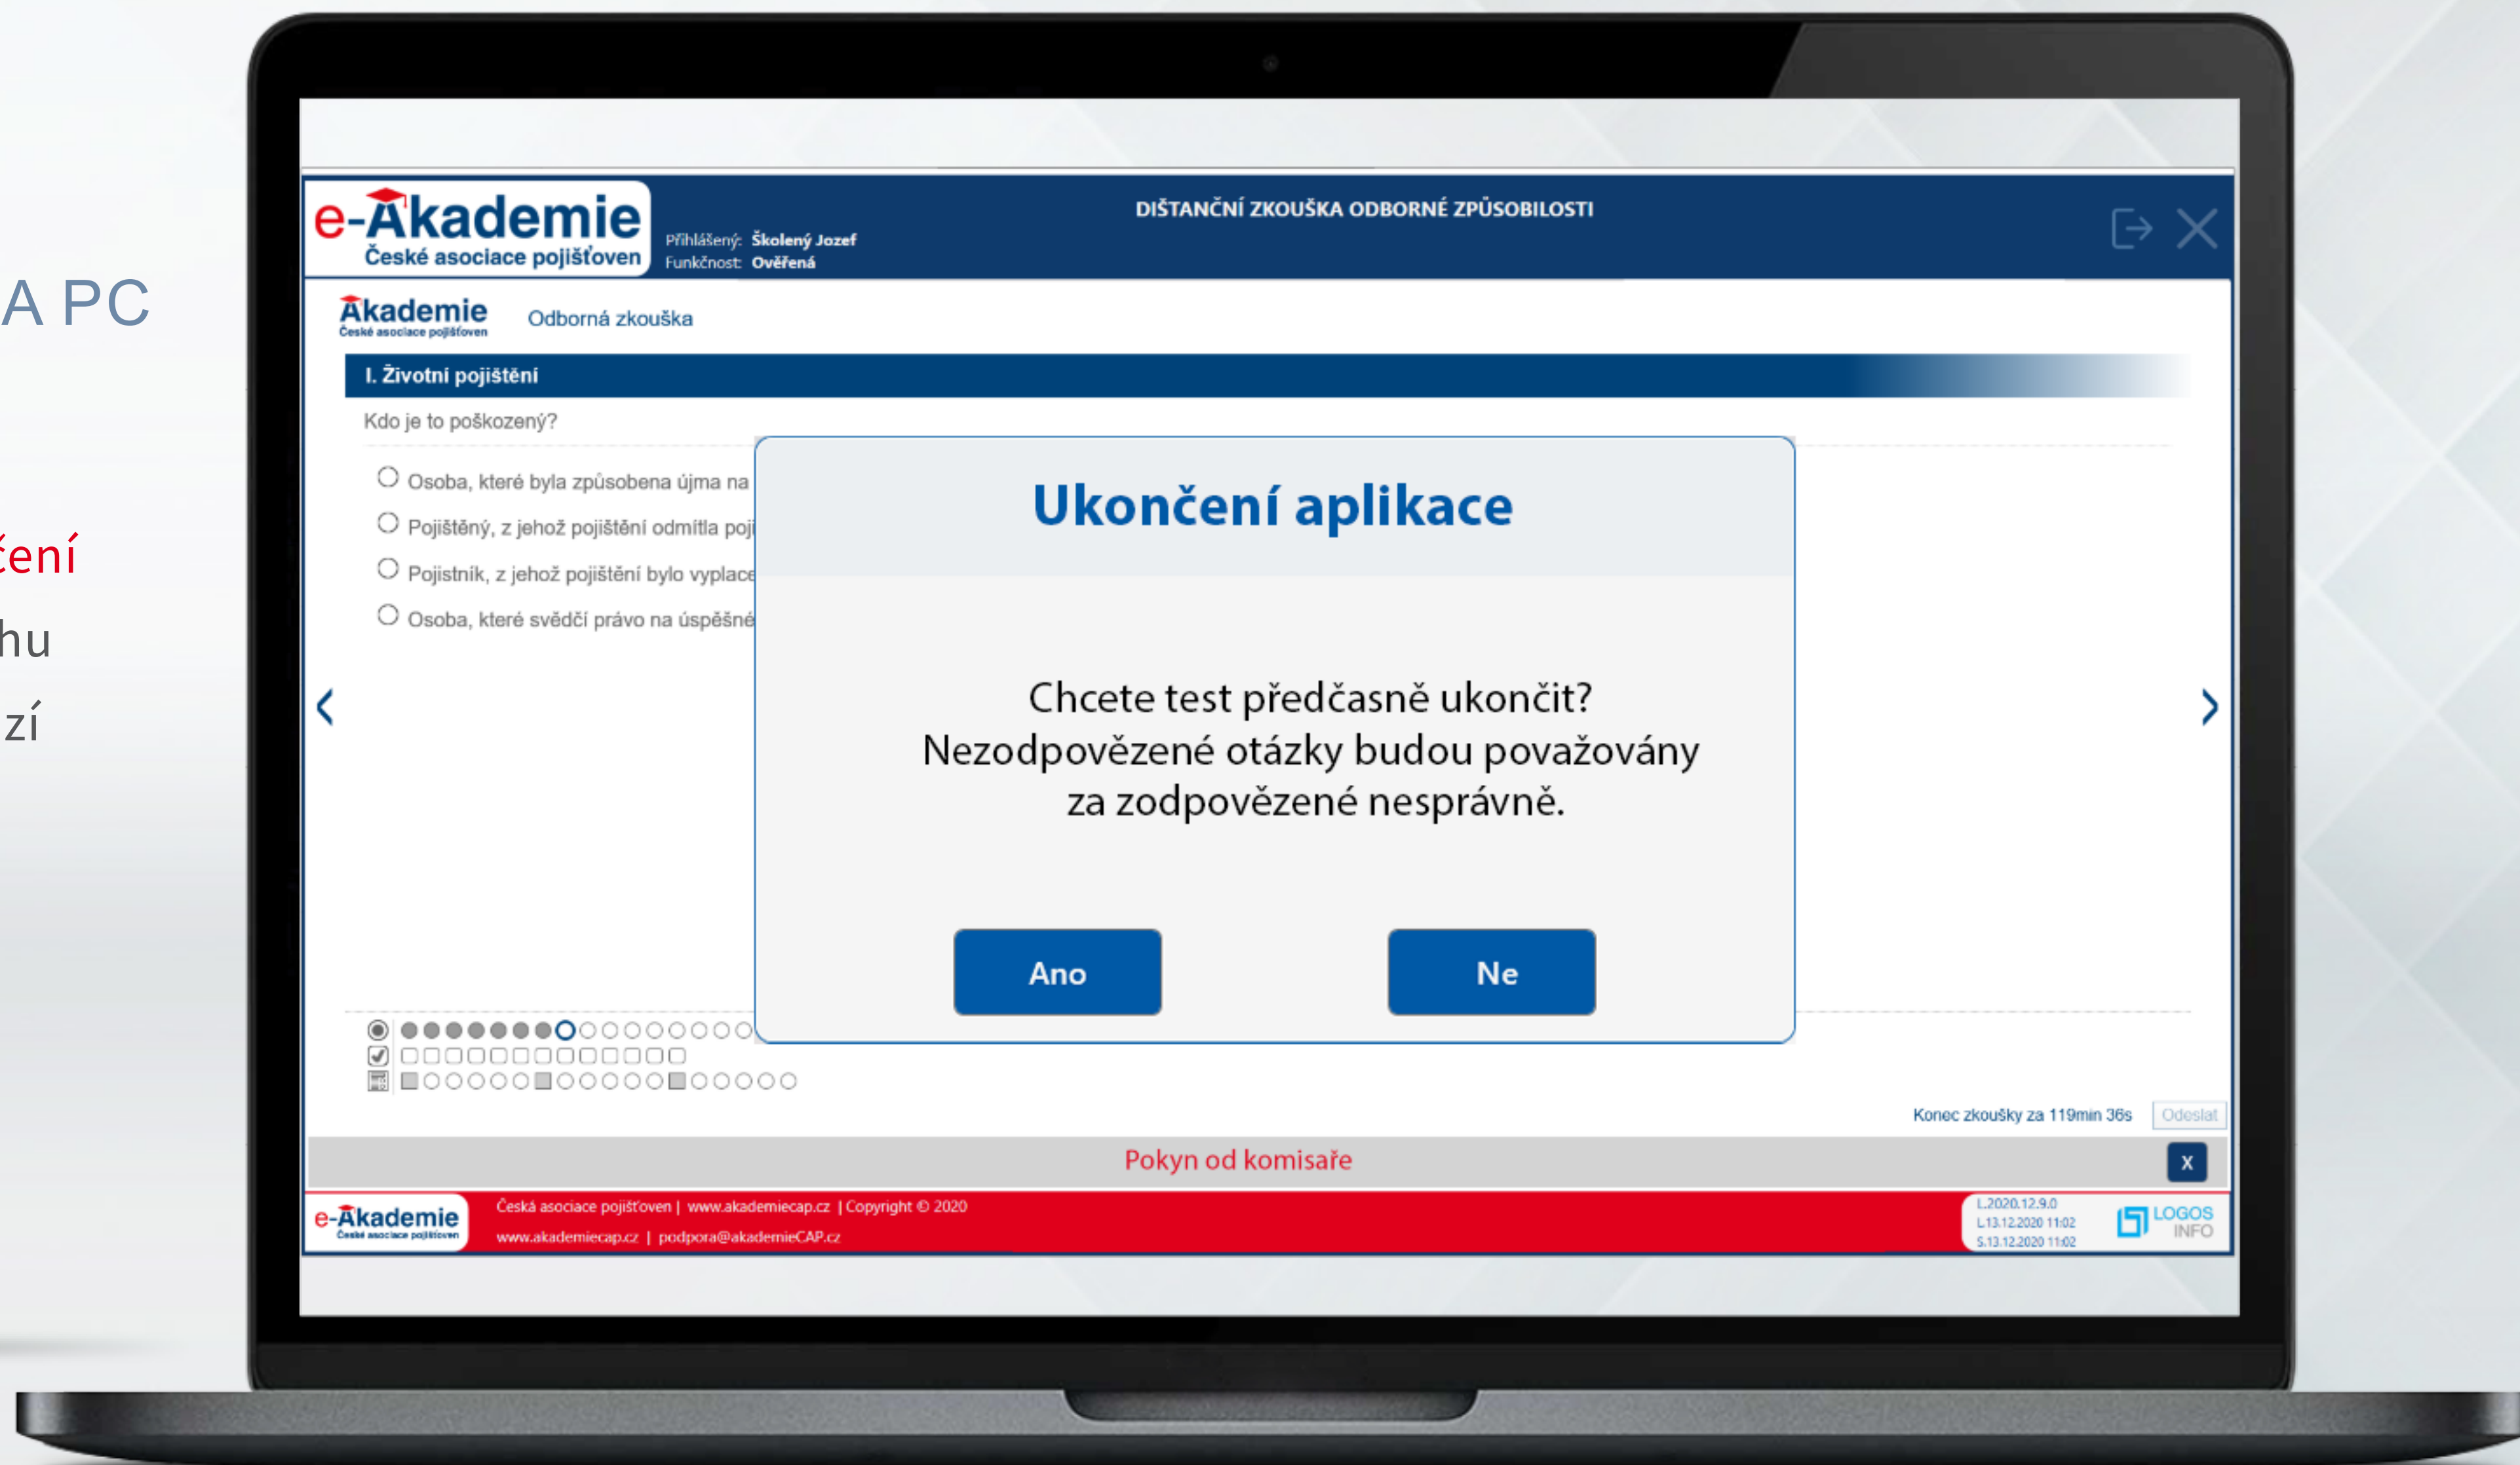 A PC
čení
hu
zí
e-Akademie
České asociace pojišťoven
Přihlášený: Školený Jozef
Funkčnost: Ověřená
DIŠTANČNÍ ZKOUŠKA ODBORNÉ ZPŮSOBILOSTI
Akademie
České asociace pojišťoven
Odborná zkouška
I. Životní pojištění
Kdo je to poškozený?
Osoba, které byla způsobena újma na
Pojištěný, z jehož pojištění odmítla poji
Pojistník, z jehož pojištění bylo vyplace
Osoba, které svědčí právo na úspěšné
Ukončení aplikace
Chcete test předčasně ukončit?
Nezodpovězené otázky budou považovány
za zodpovězené nesprávně.
Ano
Ne
Konec zkoušky za 119min 36s
Odeslat
Pokyn od komisaře
X
e-Akademie
České asociace pojišťoven
Česká asociace pojišťoven | www.akademiecap.cz | Copyright © 2020
www.akademiecap.cz | podpora@akademieCAP.cz
L.2020.12.9.0
L.13.12.2020 11:02
S.13.12.2020 11:02
LOGOS
INFO